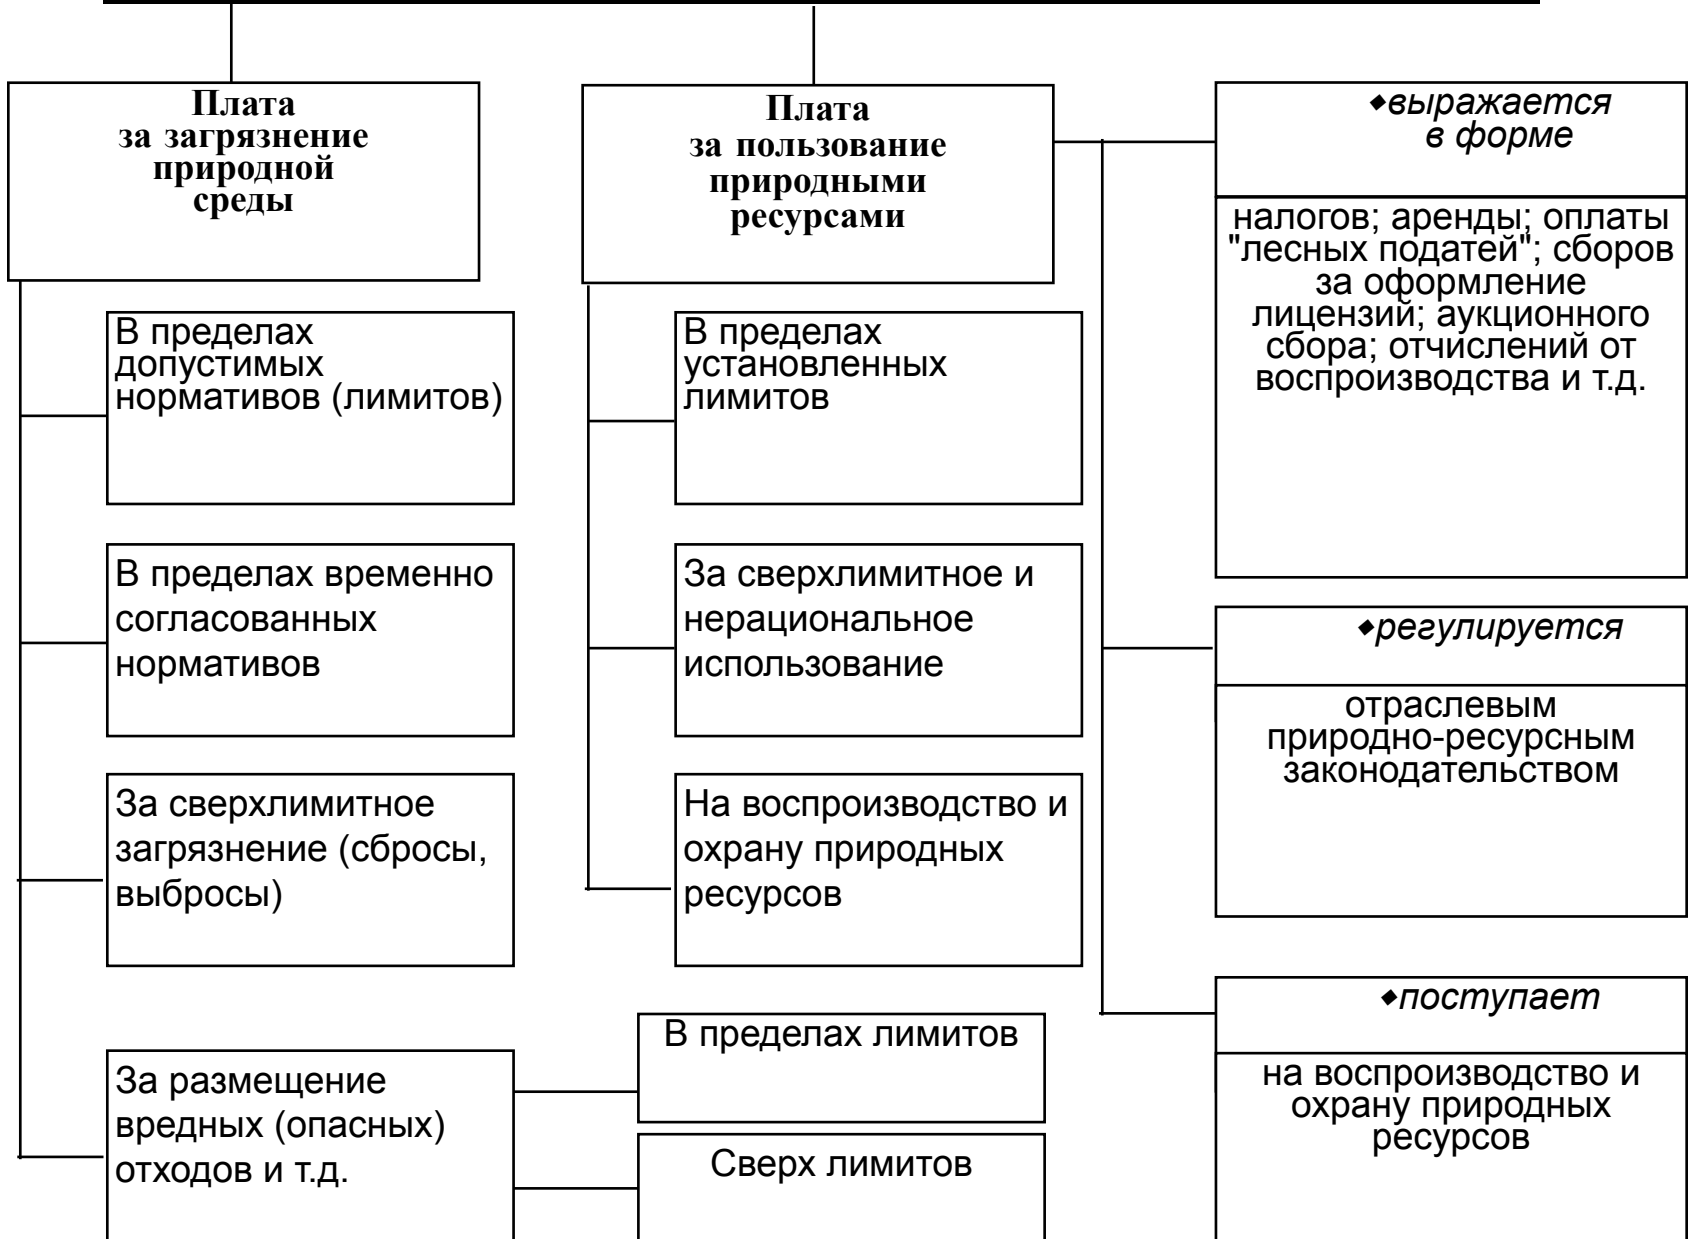 Плата
за загрязнение
природной
среды
В пределах
допустимых
нормативов (лимитов)
В пределах временно
согласованных
нормативов
За сверхлимитное
загрязнение (сбросы,
выбросы)
За размещение
вредных (опасных)
отходов и т.д.
В пределах лимитов
Сверх лимитов
Плата
за пользование
природными
ресурсами
В пределах
установленных
лимитов
За сверхлимитное и
нерациональное
использование
На воспроизводство и
охрану природных
ресурсов
◆выражается
в форме
налогов; аренды; оплаты
"лесных податей"; сборов
за оформление
лицензий; аукционного
сбора; отчислений от
воспроизводства и т.д.
◆регулируется
отраслевым
природно-ресурсным
законодательством
◆поступает
на воспроизводство и
охрану природных
ресурсов